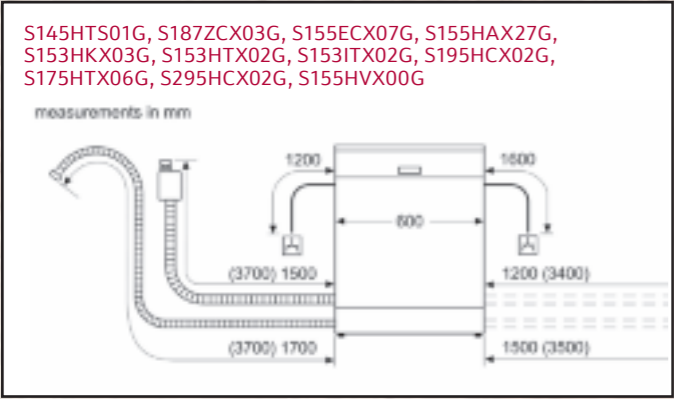 S145HTS01G, S187ZCX03G, S155ECX07G, S155HAX27G,
S153HKX03G, S153HTX02G, S153ITX02G, S195HCX02G,
S175HTX06G, S295HCX02G, S155HVX00G
measurements in mm
1200
1600
600
(3700) 1500
1200 (3400)
(3700) 1700
1500 (3500)